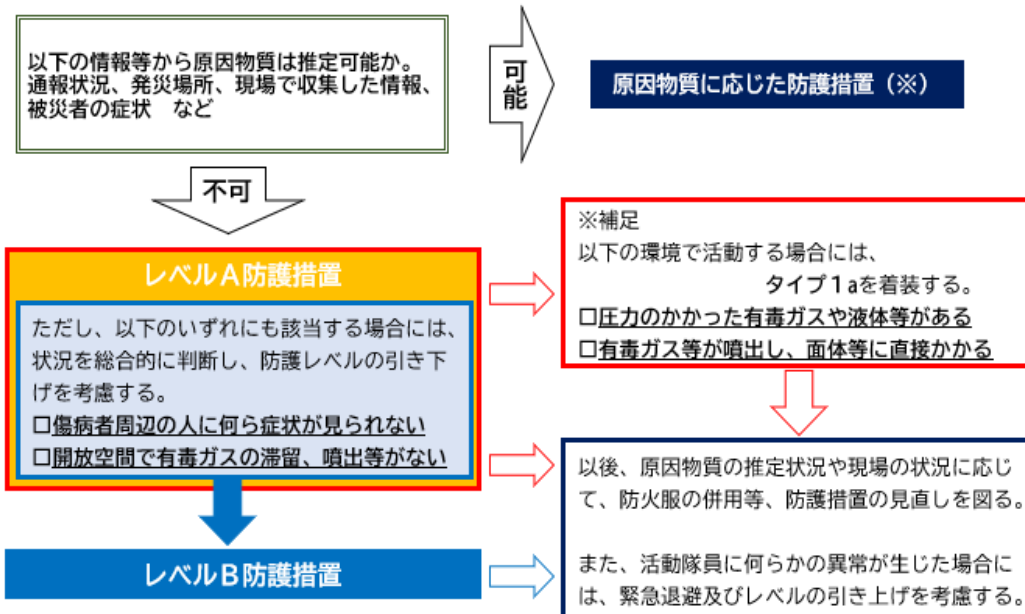 以下の情報等から原因物質は推定可能か。
通報状況、発災場所、現場で収集した情報、
被災者の症状　など
可能
原因物質に応じた防護措置（※）
不可
レベルA防護措置
ただし、以下のいずれにも該当する場合には、
状況を総合的に判断し、防護レベルの引き下
げを考慮する。
□傷病者周辺の人に何ら症状が見られない
□開放空間で有毒ガスの滞留、噴出等がない
レベルB防護措置
※補足
以下の環境で活動する場合には、
タイプ１aを着装する。
□圧力のかかった有毒ガスや液体等がある
□有毒ガス等が噴出し、面体等に直接かかる
以後、原因物質の推定状況や現場の状況に応じ
て、防火服の併用等、防護措置の見直しを図る。
また、活動隊員に何らかの異常が生じた場合に
は、緊急退避及びレベルの引き上げを考慮する。